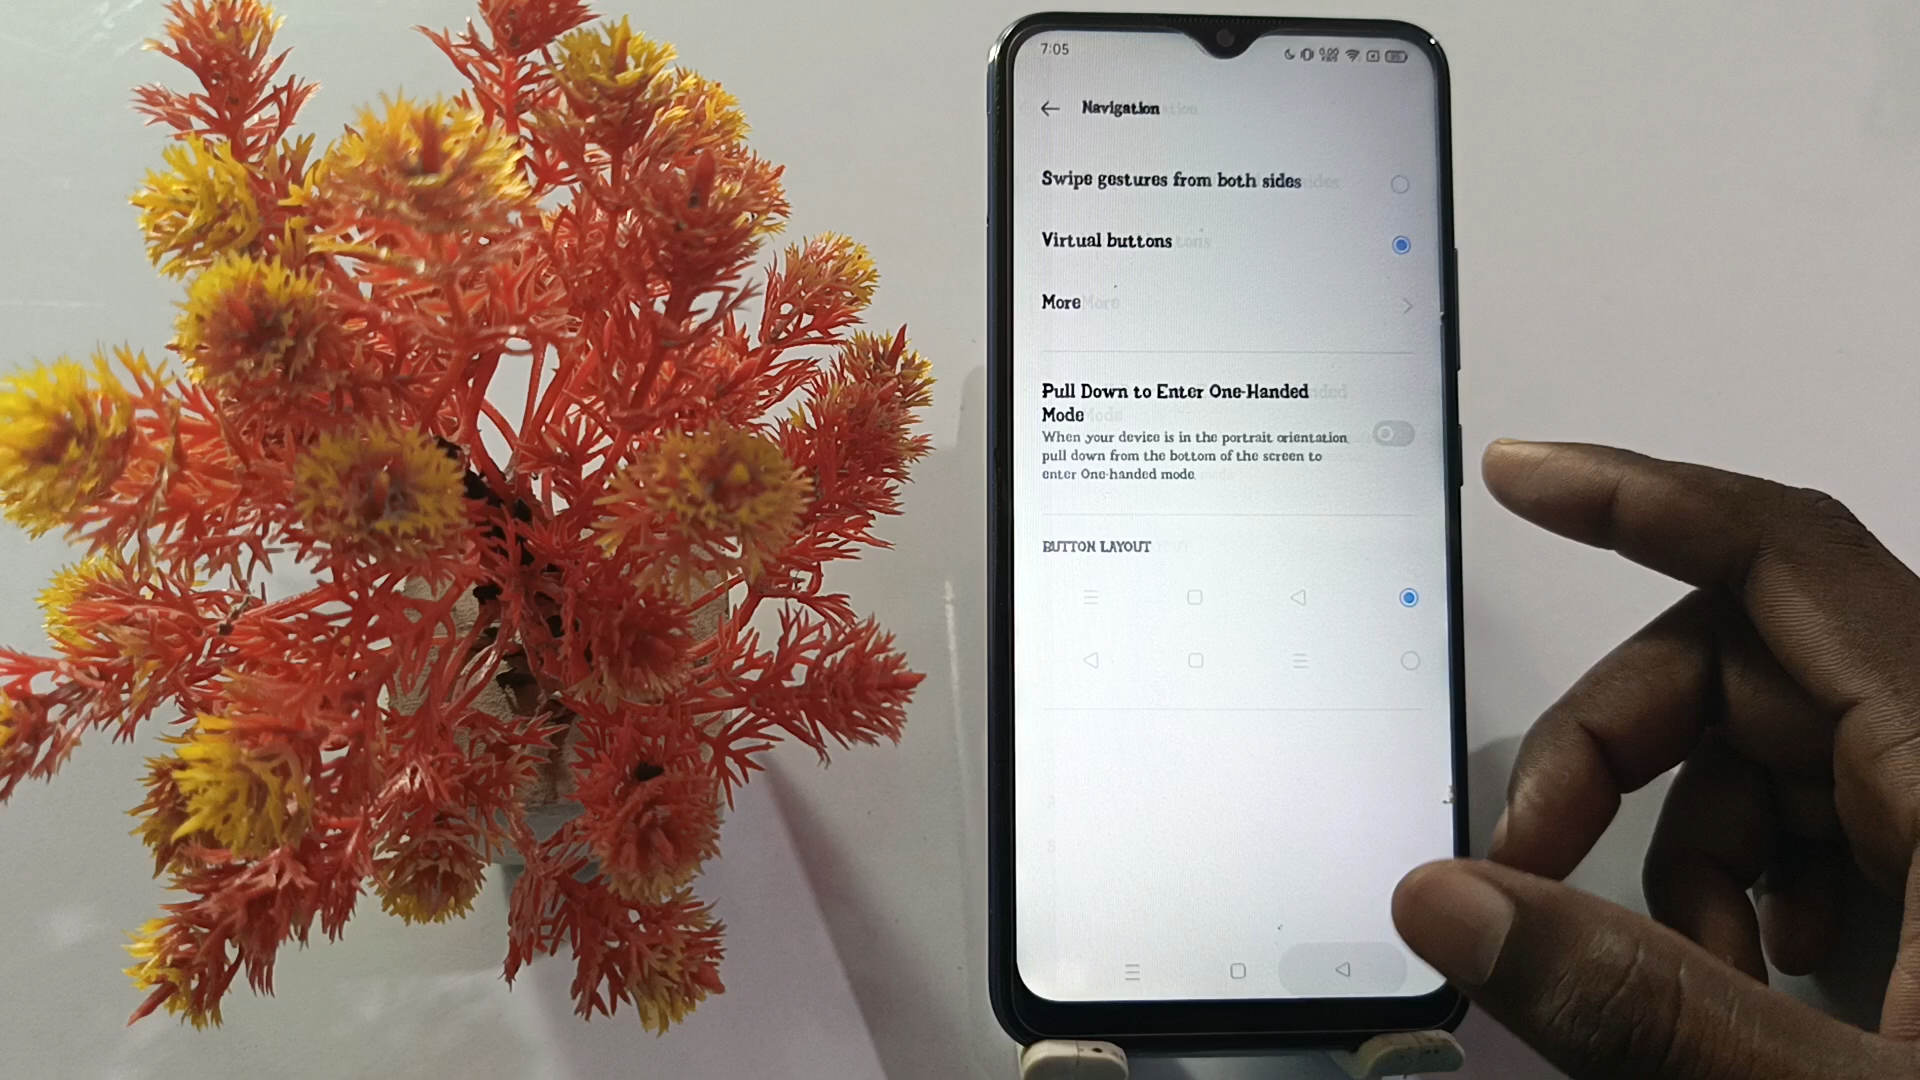 7:05
Navigation
Swipe gestures from both sides
Virtual buttons
More
Pull Down to Enter One-Handed
Mode
When your device is in the portrait orientation
pull down from the bottom of the screen to
enter One-handed mode
BUTTON LAYOUT